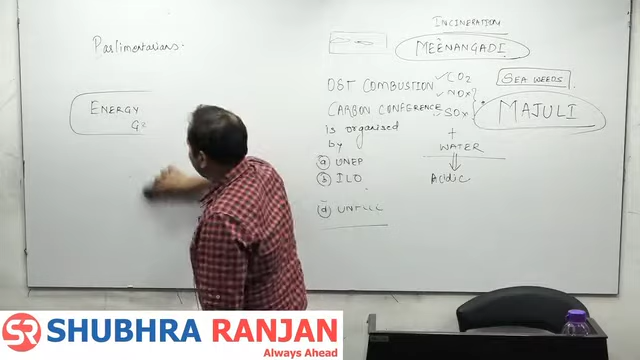 Parlimentarians.
ENERGY
INCINERATION
MEENANGADI
OST COMBUSTION
CO2
NOx
SOx
SEA WEEDS
MAJULI
CARBON CONFERENCE
is organised
by
(a) UNEP
(b) ILO
(d) UNFCCC
+
WATER
Acidic
SR SHUBHRA RANJAN
Always Ahead